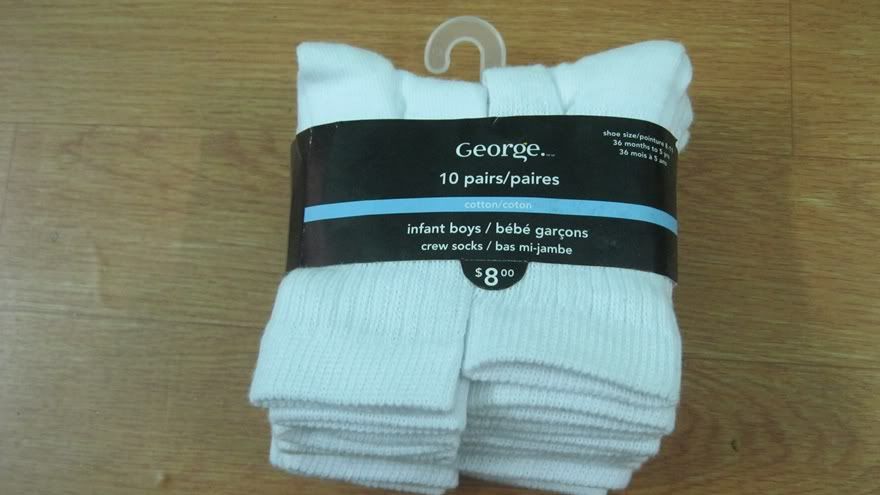 George.
10 pairs/paires
cotton/coton
infant boys / bébé garçons
crew socks / bas mi-jambe
$8 00
shoe size/pointure
36 months to 5
36 mois à 5 ans